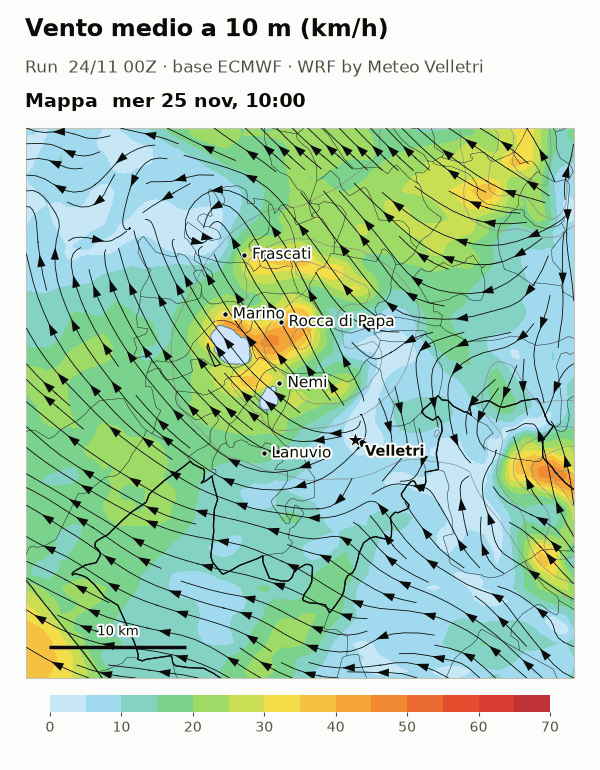 Vento medio a 10 m (km/h)
Run  24/11 00Z · base ECMWF · WRF by Meteo Velletri
Mappa  mer 25 nov, 10:00
Frascati
Marino
Rocca di Papa
Nemi
Velletri
Lanuvio
10 km
0 10 20 30 40 50 60 70